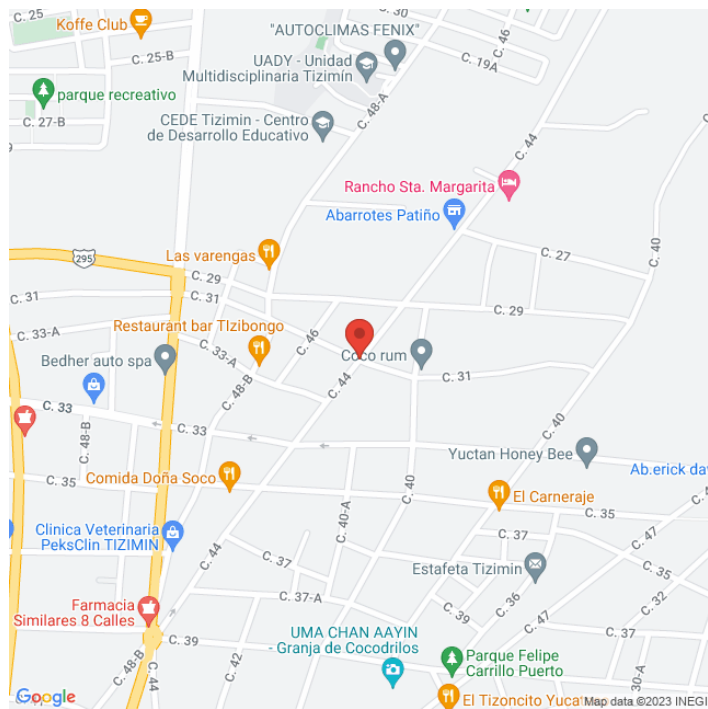 C. 25
Koffe Club
C. 30
"AUTOCLIMAS FENIX"
C. 46
C. 25-B
UADY - Unidad
Multidisciplinaria Tizimín
C. 19A
parque recreativo
C. 48-A
CEDE Tizimin - Centro
de Desarrollo Educativo
C. 27-B
C. 44
Rancho Sta. Margarita
Abarrotes Patiño
C. 40
C. 27
Las varengas
295
C. 29
C. 31
C. 31
C. 29
C. 33-A
Restaurant bar TIzibongo
C. 46
Bedher auto spa
C. 33-A
Coco rum
C. 31
C. 48-B
C. 44
C. 33
C. 48-B
C. 33
C. 40
Yuctan Honey Bee
Ab.erick dav
C. 35
Comida Doña Soco
C. 40
El Carneraje
C. 35
C. 40-A
Clinica Veterinaria
PeksClin TIZIMIN
C. 44
C. 37
C. 37
C. 47
C. 35
Estafeta Tizimin
C. 32
Farmacia
Similares 8 Calles
C. 37-A
C. 39
C. 36
UMA CHAN AAYIN
- Granja de Cocodrilos
C. 37
C. 39
C. 48-B
C. 42
Parque Felipe
Carrillo Puerto
C. 47
C. 44
30-A
Google
El Tizoncito Yucat
Map data ©2023 INEGI